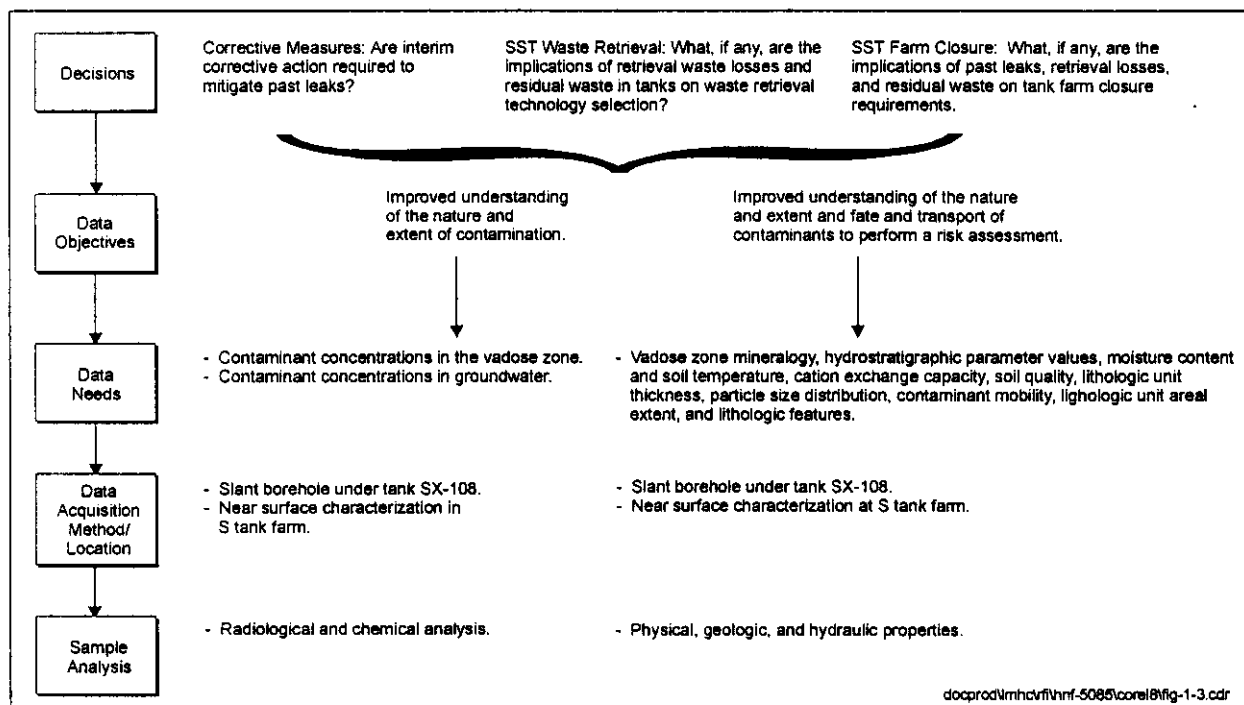 Decisions
Corrective Measures: Are interim
corrective action required to
mitigate past leaks?
SST Waste Retrieval: What, if any, are the
implications of retrieval waste losses and
residual waste in tanks on waste retrieval
technology selection?
SST Farm Closure: What, if any, are the
implications of past leaks, retrieval losses,
and residual waste on tank farm closure
requirements.
Data
Objectives
Improved understanding
of the nature and
extent of contamination.
Improved understanding of the nature
and extent and fate and transport of
contaminants to perform a risk assessment.
Data
Needs
- Contaminant concentrations in the vadose zone.
- Contaminant concentrations in groundwater.
- Vadose zone mineralogy, hydrostratigraphic parameter values, moisture content
and soil temperature, cation exchange capacity, soil quality, lithologic unit
thickness, particle size distribution, contaminant mobility, lighologic unit areal
extent, and lithologic features.
Data
Acquisition
Method/
Location
- Slant borehole under tank SX-108.
- Near surface characterization in
S tank farm.
- Slant borehole under tank SX-108.
- Near surface characterization at S tank farm.
Sample
Analysis
- Radiological and chemical analysis.
- Physical, geologic, and hydraulic properties.
docprod\lmhc\rfi\hnf-5085\corel8\fig-1-3.cdr